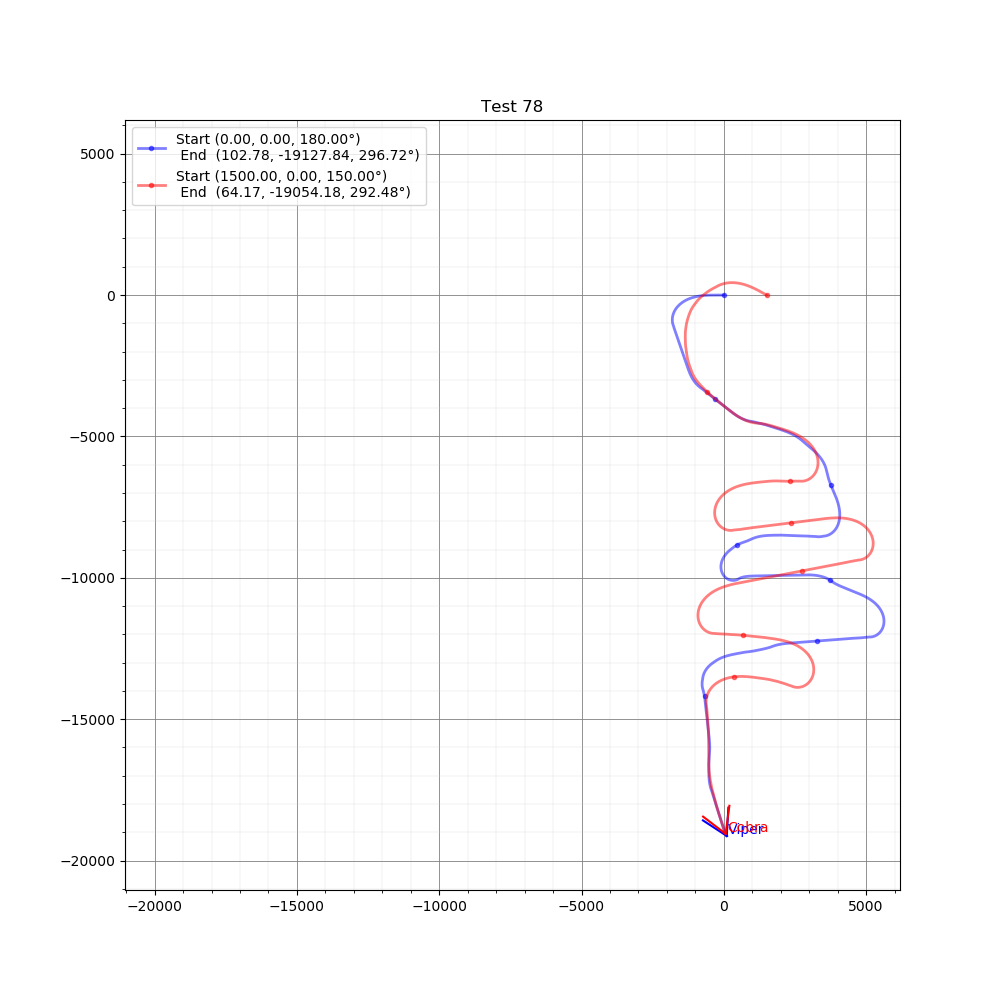 Test 78
Start (0.00, 0.00, 180.00°)
End  (102.78, -19127.84, 296.72°)
Start (1500.00, 0.00, 150.00°)
End  (64.17, -19054.18, 292.48°)
5000
0
−5000
−10000
−15000
−20000
Cobra
Viper
−20000 −15000 −10000 −5000 0 5000